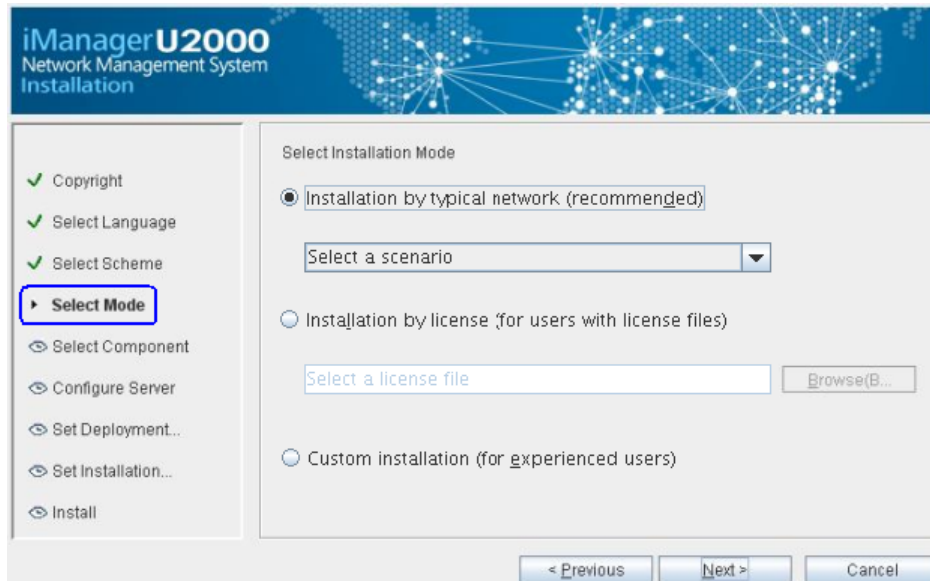 iManager U2000
Network Management System
Installation
Copyright
Select Language
Select Scheme
Select Mode
Select Component
Configure Server
Set Deployment...
Set Installation...
Install
Select Installation Mode
Installation by typical network (recommended)
Select a scenario
Installation by license (for users with license files)
Select a license file
Browse(B...
Custom installation (for experienced users)
< Previous
Next >
Cancel